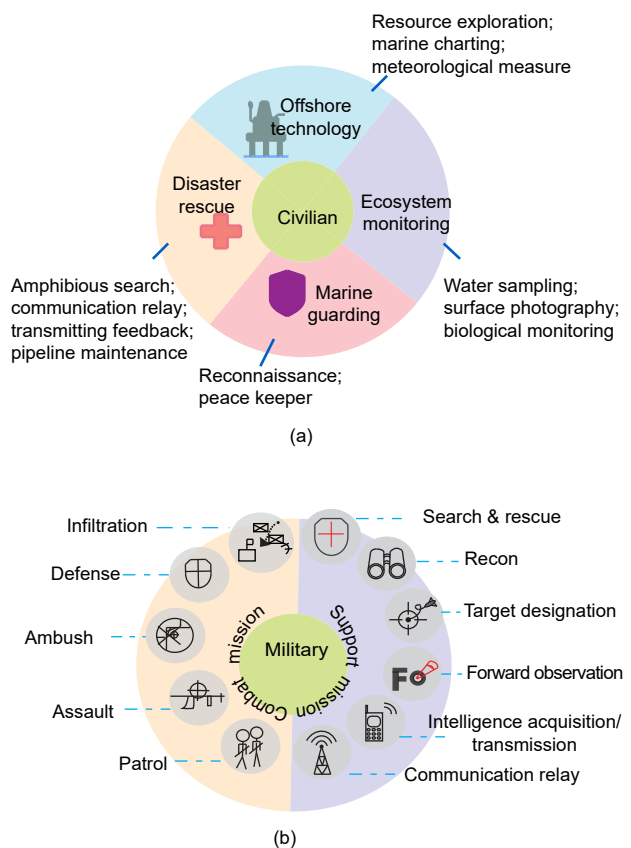 Resource exploration;
marine charting;
meteorological measure
Offshore
technology
Disaster
rescue
Civilian
Ecosystem
monitoring
Marine
guarding
Amphibious search;
communication relay;
transmitting feedback;
pipeline maintenance
Water sampling;
surface photography;
biological monitoring
Reconnaissance;
peace keeper
(a)
Infiltration
Search & rescue
Defense
Recon
Ambush
Target designation
Military
Combat mission
Support mission
Forward observation
FO
Assault
Intelligence acquisition/
transmission
Patrol
Communication relay
(b)